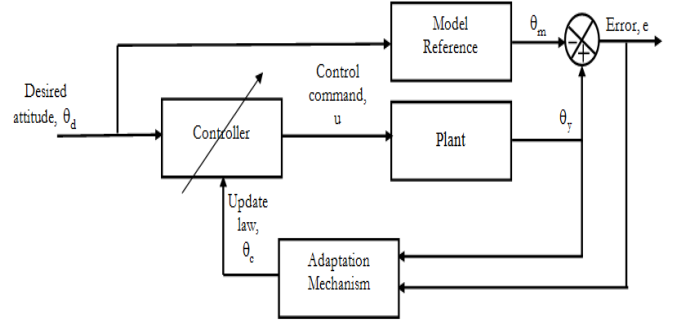 Model
Reference
θm
Error, e
−
+
Desired
attitude, θd
Controller
Control
command,
u
Plant
θy
Update
law,
θc
Adaptation
Mechanism